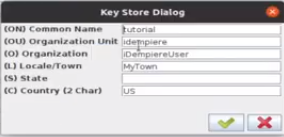 Key Store Dialog
(ON) Common Name tutorial
(OU) Organization Unit idempiere
(O) Organization iDempiereUser
(L) Locale/Town MyTown
(S) State
(C) Country (2 Char) US